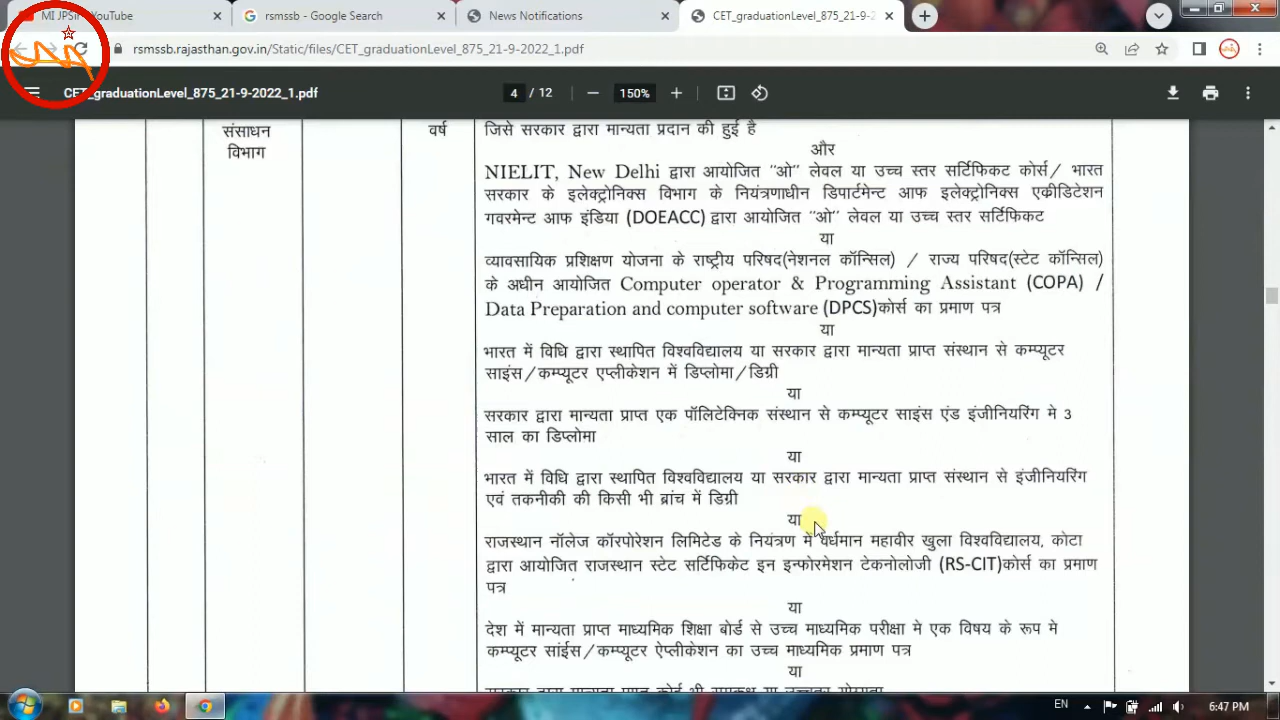 MI JPSir - YouTube
rsmssb - Google Search
News Notifications
CET_graduationLevel_875_21-9-20
rsmssb.rajasthan.gov.in/Static/files/CET_graduationLevel_875_21-9-2022_1.pdf
CET_graduationLevel_875_21-9-2022_1.pdf
4 / 12
150%
संसाधन
विभाग
वर्ष
जिसे सरकार द्वारा मान्यता प्रदान की हुई है
और
NIELIT, New Delhi द्वारा आयोजित "ओ" लेवल या उच्च स्तर सर्टिफिकट कोर्स/ भारत
सरकार के इलेक्ट्रोनिक्स विभाग के नियंत्रणाधीन डिपार्टमेन्ट आफ इलेक्ट्रोनिक्स एक्रीडिटेशन
गवरमेन्ट आफ इंडिया (DOEACC) द्वारा आयोजित "ओ" लेवल या उच्च स्तर सर्टिफिकट
या
व्यावसायिक प्रशिक्षण योजना के राष्ट्रीय परिषद(नेशनल कॉन्सिल) / राज्य परिषद(स्टेट कॉन्सिल)
के अधीन आयोजित Computer operator & Programming Assistant (COPA) /
Data Preparation and computer software (DPCS)कोर्स का प्रमाण पत्र
या
भारत में विधि द्वारा स्थापित विश्वविद्यालय या सरकार द्वारा मान्यता प्राप्त संस्थान से कम्प्यूटर
साइंस/कम्प्यूटर एप्लीकेशन में डिप्लोमा/डिग्री
या
सरकार द्वारा मान्यता प्राप्त एक पॉलिटेक्निक संस्थान से कम्प्यूटर साइंस एंड इंजीनियरिंग मे 3
साल का डिप्लोमा
या
भारत में विधि द्वारा स्थापित विश्वविद्यालय या सरकार द्वारा मान्यता प्राप्त संस्थान से इंजीनियरिंग
एवं तकनीकी की किसी भी ब्रांच में डिग्री
या
राजस्थान नॉलेज कॉरपोरेशन लिमिटेड के नियंत्रण में वर्धमान महावीर खुला विश्वविद्यालय, कोटा
द्वारा आयोजित राजस्थान स्टेट सर्टिफिकेट इन इन्फोरमेशन टेकनोलोजी (RS-CIT)कोर्स का प्रमाण
पत्र
या
देश में मान्यता प्राप्त माध्यमिक शिक्षा बोर्ड से उच्च माध्यमिक परीक्षा मे एक विषय के रूप मे
कम्प्यूटर सांईस/कम्प्यूटर ऐप्लीकेशन का उच्च माध्यमिक प्रमाण पत्र
या
EN
6:47 PM